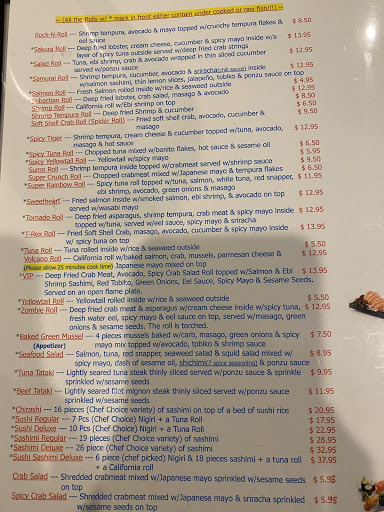 ~ (All the Rolls w/ * mark in front either contain under cooked or raw fish!!!) ~
Rock-N-Roll --- Shrimp tempura, avocado & mayo topped w/crunchy tempura flakes & $ 8.50
eel sauce
*Sakura Roll --- Deep fried lobster, cream cheese, cucumber & spicy mayo inside w/a $ 13.95
layer of spicy tuna outside served w/deep fried crab strings
*Salad Roll --- Tuna, ebi shrimp, crab & avocado wrapped in thin sliced cucumber $ 12.95
served w/ponzu sauce
*Samurai Roll --- Shrimp tempura, cucumber, avocado & sriracha(hot sauce) inside $ 12.95
w/salmon sashimi, thin lemon slices, jalapeño, tobiko & ponzu sauce on top
*Salmon Roll --- Fresh Salmon rolled inside w/rice & seaweed outside $ 4.95
Sebastian Roll --- Deep fried lobster, crab salad, masago & avocado $ 12.95
Shrimp Roll --- California roll w/Ebi shrimp on top $ 8.50
Shrimp Tempura Roll --- Deep fried Shrimp & cucumber $ 6.50
Soft Shell Crab Roll (Spider Roll) --- Fried soft shell crab, avocado, cucumber & $ 9.50
masago
*Spicy Tiger --- Shrimp tempura, cream cheese & cucumber topped w/tuna, avocado, $ 12.95
masago & hot sauce
*Spicy Tuna Roll --- Chopped tuna mixed w/bonito flakes, hot sauce & sesame oil $ 6.50
*Spicy Yellowtail Roll --- Yellowtail w/spicy mayo $ 5.95
Sumo Roll --- Shrimp tempura inside topped w/crabmeat served w/shrimp sauce $ 9.50
Super Crunch Roll --- Chopped crabmeat mixed w/Japanese mayo & tempura flakes $ 6.50
*Super Rainbow Roll --- Spicy tuna roll topped w/tuna, salmon, white tuna, red snapper, $ 11.95
ebi shrimp, avocado, green onions & masago
*Sweetheart --- Fried salmon inside w/smoked salmon, ebi shrimp, & avocado on top $ 12.95
served w/wasabi mayo
*Tornado Roll --- Deep fried asparagus, shrimp tempura, crab meat & spicy mayo inside $ 12.95
topped w/tuna, served w/eel sauce, spicy mayo & sriracha
*T-Rex Roll --- Fried Soft Shell Crab, masago, avocado, cucumber & spicy mayo inside $ 13.95
w/ spicy tuna on top
*Tuna Roll --- Tuna rolled inside w/rice & seaweed outside $ 5.50
Volcano Roll --- California roll w/baked salmon, crab, mussels, parmesan cheese & $ 12.95
(Please allow 25 minutes cook time) Japanese mayo mixed on top
*VIP --- Deep Fried Crab Meat, Avocado, Spicy Crab Salad Roll topped w/Salmon & Ebi $ 13.95
Shrimp Sashimi, Red Tobiko, Green Onions, Eel Sauce, Spicy Mayo & Sesame Seeds.
Served on an open flame plate.
*Yellowtail Roll --- Yellowtail rolled inside w/rice & seaweed outside $ 5.50
*Zombie Roll --- Deep fried crab meat & asparagus w/cream cheese inside w/spicy tuna, $ 12.95
fresh water eel, spicy mayo & eel sauce on top, served w/masago, green
onions & sesame seeds. The roll is torched.
*Baked Green Mussel --- 4 pieces mussels baked w/carb, masago, green onions & spicy $ 7.50
(Appetizer) mayo mix topped w/avocado, tobiko & shrimp sauce
*Seafood Salad --- Salmon, tuna, red snapper, seaweed salad & squid salad mixed w/ $ 8.95
spicy mayo, dash of sesame oil, shichimi(7 spice seasoning) & ponzu sauce
*Tuna Tataki --- Lightly seared tuna steak thinly sliced served w/ponzu sauce & sprinkle $ 9.95
sprinkled w/sesame seeds
*Beef Tataki --- Lightly seared filet mignon steak thinly sliced served w/ponzu sauce $ 11.95
sprinkled w/sesame seeds
*Chirashi --- 16 pieces (Chef Choice variety) of sashimi on top of a bed of sushi rice $ 20.95
*Sushi Regular --- 7 Pcs (Chef Choice) Nigiri + a Tuna Roll $ 17.95
*Sushi Deluxe --- 10 Pcs (Chef Choice) Nigiri + a Tuna Roll $ 22.95
*Sashimi Regular --- 19 pieces (Chef Choice variety) of sashimi $ 28.95
*Sashimi Deluxe --- 26 piece (Chef Choice variety) of sashimi $ 32.95
*Sushi Sashimi Deluxe --- 6 piece (chef picked) Nigiri & 18 pieces sashimi + a tuna roll $ 37.95
+ a California roll
Crab Salad --- Shredded crabmeat mixed w/Japanese mayo sprinkled w/sesame seeds $ 5.95
on top
Spicy Crab Salad --- Shredded crabmeat mixed w/Japanese mayo & sriracha sprinkled $ 5.95
w/sesame seeds on top